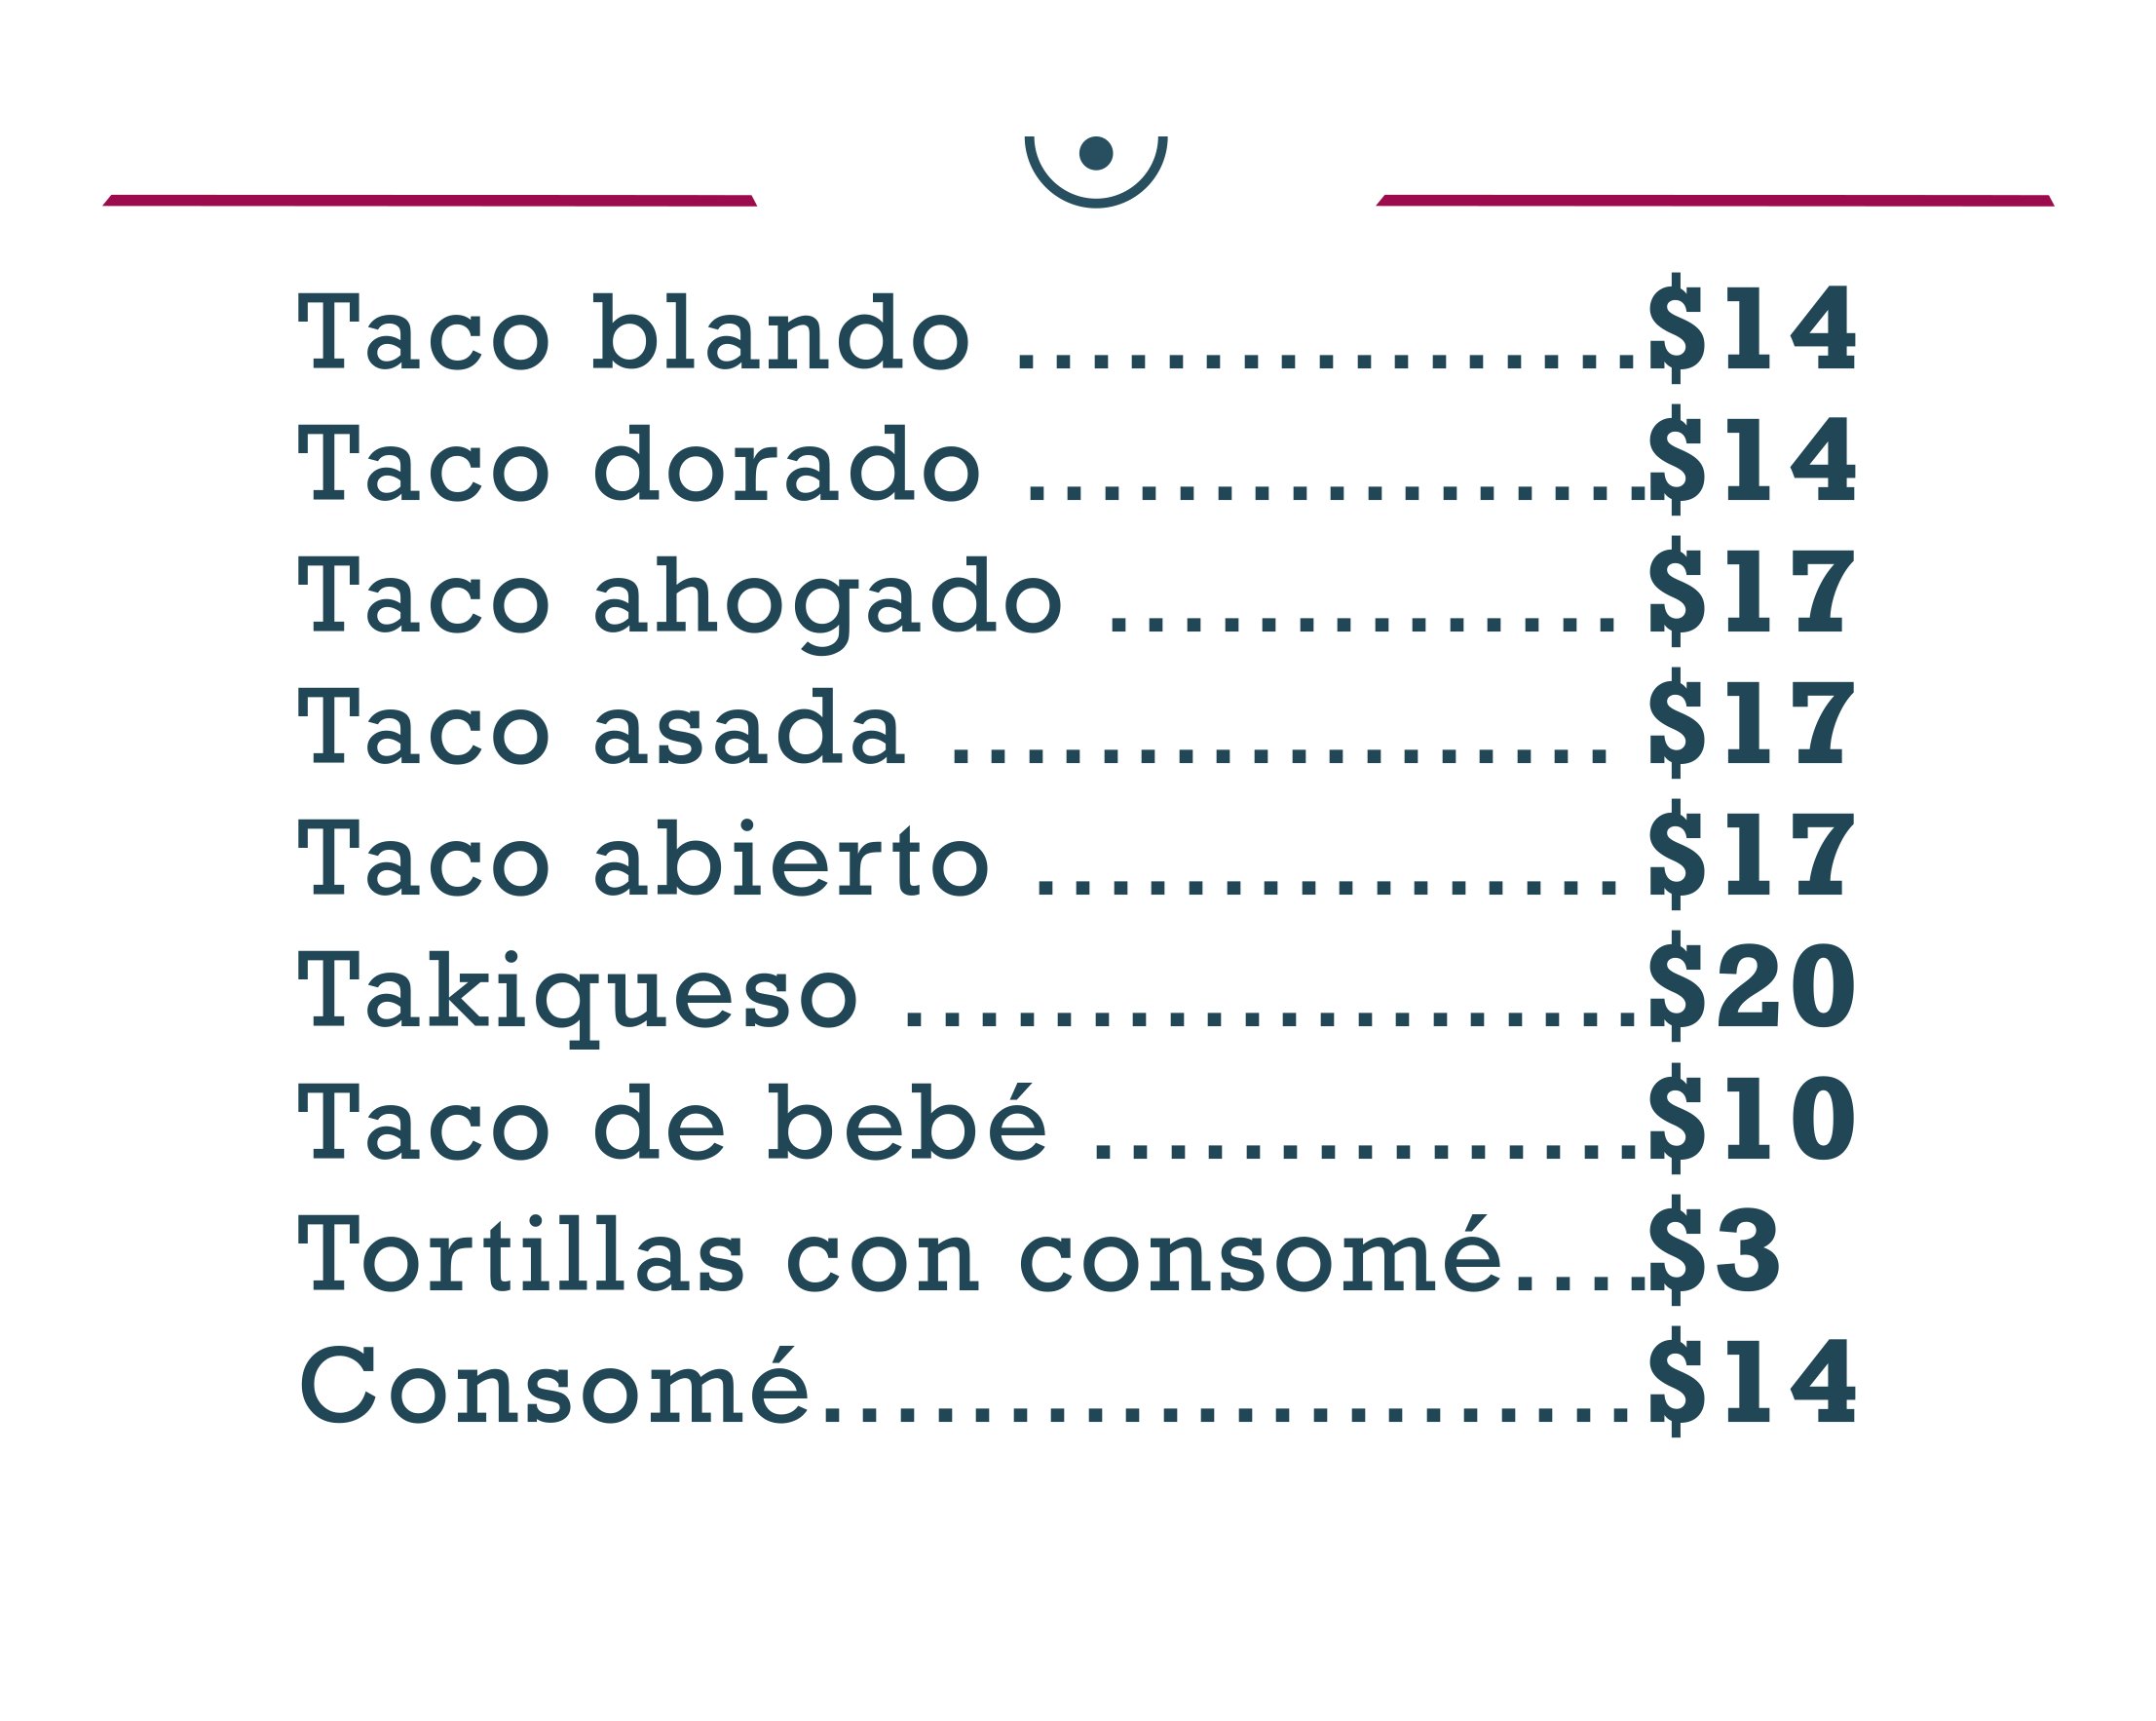 Taco blando .................$14
Taco dorado .................$14
Taco ahogado .............. $17
Taco asada .................. $17
Taco abierto ................ $17
Takiqueso ....................$20
Taco de bebé ...............$10
Tortillas con consomé....$3
Consomé......................$14